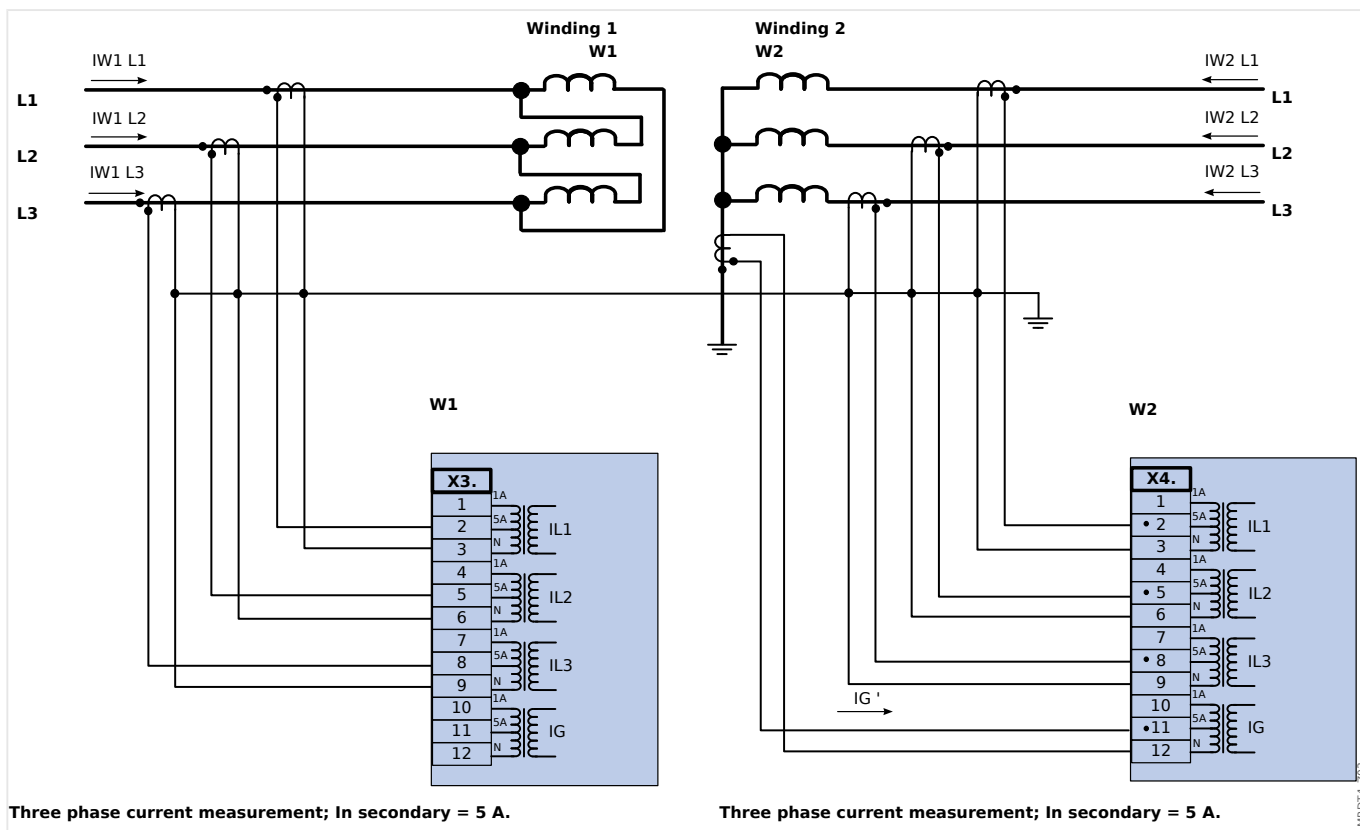 Winding 1
W1
Winding 2
W2
IW1 L1
L1
IW1 L2
L2
IW1 L3
L3
IW2 L1
L1
IW2 L2
L2
IW2 L3
L3
W1
X3.
1 1A
2 5A IL1
3 N
4 1A
5 5A IL2
6 N
7 1A
8 5A IL3
9 N
10 1A
11 5A IG
12 N
W2
X4.
1 1A
• 2 5A IL1
3 N
4 1A
• 5 5A IL2
6 N
7 1A
• 8 5A IL3
9 N
10 1A
•11 5A IG
12 N
IG '
Three phase current measurement; In secondary = 5 A.
Three phase current measurement; In secondary = 5 A.